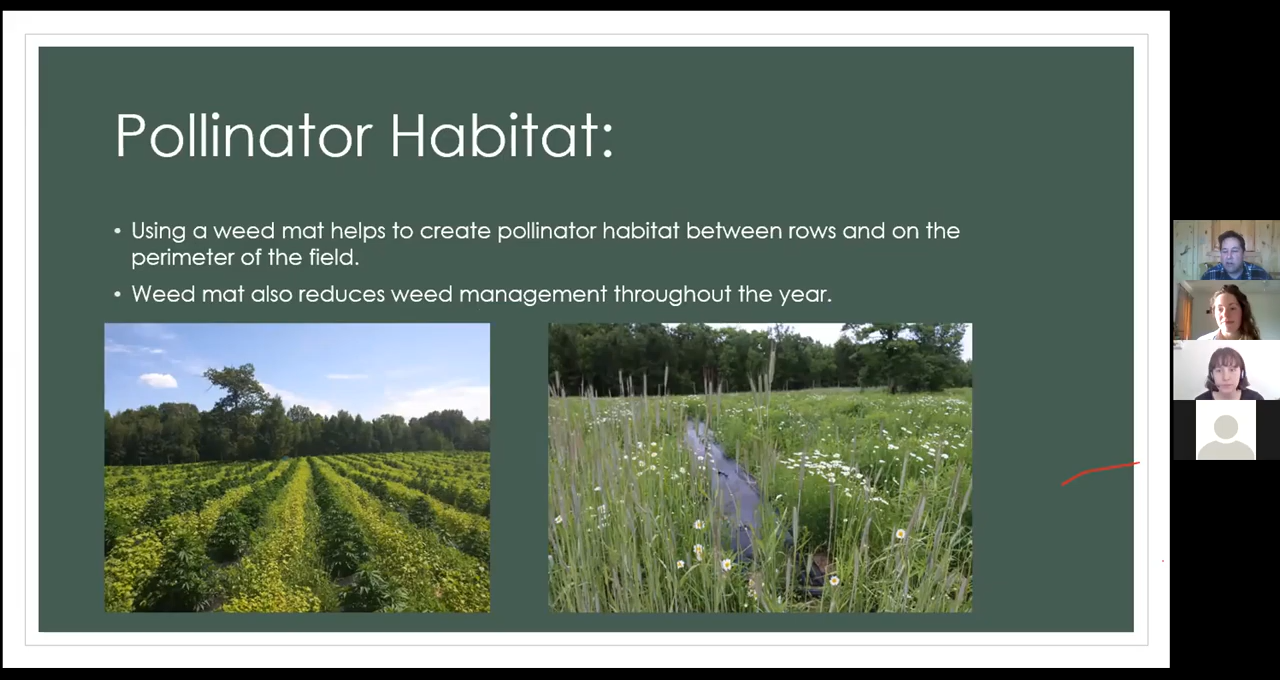 Pollinator Habitat:
• Using a weed mat helps to create pollinator habitat between rows and on the
perimeter of the field.
• Weed mat also reduces weed management throughout the year.